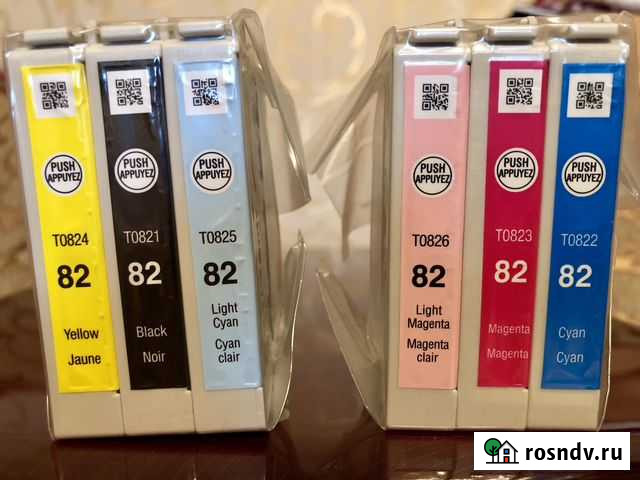 PUSH
APPUYEZ
T0824
82
Yellow
Jaune
PUSH
APPUYEZ
T0821
82
Black
Noir
PUSH
APPUYEZ
T0825
82
Light
Cyan
Cyan
clair
PUSH
APPUYEZ
T0826
82
Light
Magenta
Magenta
clair
PUSH
APPUYEZ
T0823
82
Magenta
Magenta
PUSH
APPUYEZ
T0822
82
Cyan
Cyan
rosndv.ru